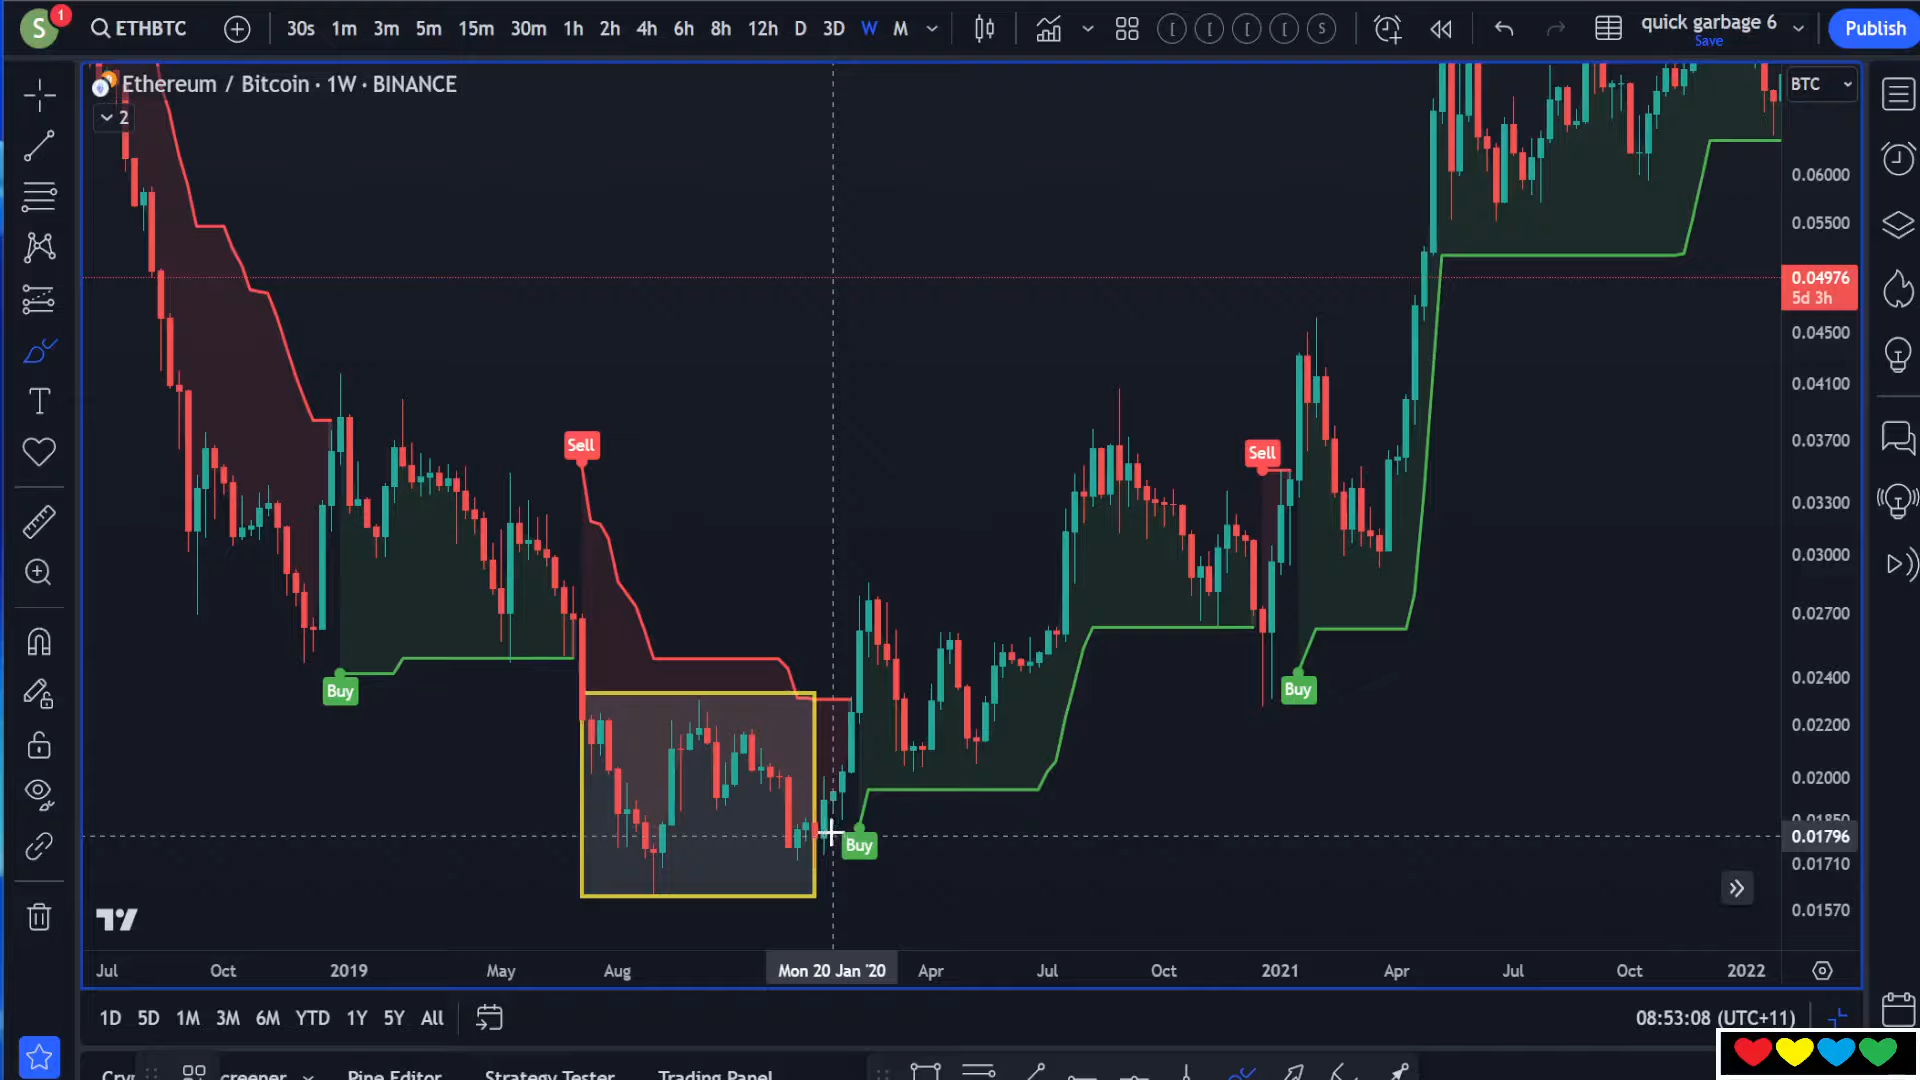 S 1 ETHBTC 30s 1m 3m 5m 15m 30m 1h 2h 4h 6h 8h 12h D 3D W M [ [ [ [ S quick garbage 6 Publish
Save
Ethereum / Bitcoin · 1W · BINANCE BTC
2
0.06000
0.05500
0.04976
5d 3h
0.04500
0.04100
0.03700
Sell
Sell
0.03300
0.03000
0.02700
0.02400
Buy
Buy
0.02200
0.02000
0.01850
0.01796
Buy
0.01710
0.01570
Jul Oct 2019 May Aug Mon 20 Jan '20 Apr Jul Oct 2021 Apr Jul Oct 2022
1D 5D 1M 3M 6M YTD 1Y 5Y All 08:53:08 (UTC+11)
Pine Editor Strategy Tester Trading Panel